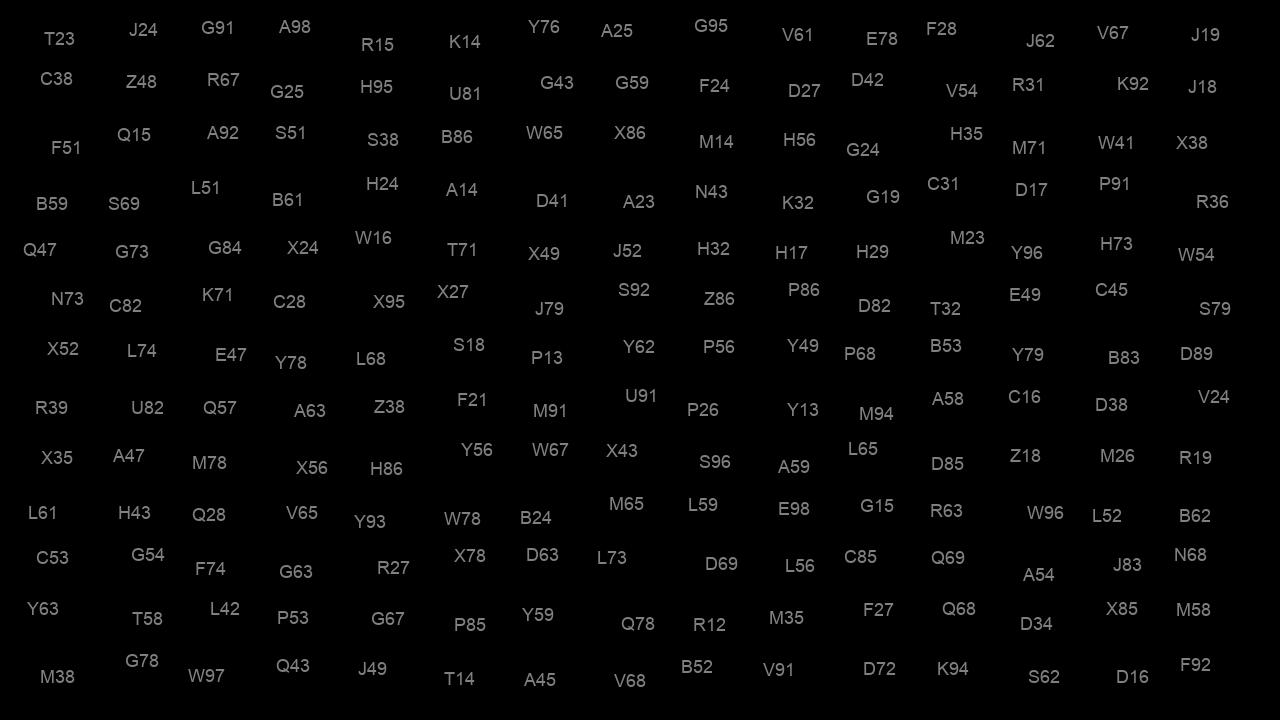 T23 J24 G91 A98 R15 K14 Y76 A25 G95 V61 E78 F28 J62 V67 J19
C38 Z48 R67 G25 H95 U81 G43 G59 F24 D27 D42 V54 R31 K92 J18
F51 Q15 A92 S51 S38 B86 W65 X86 M14 H56 G24 H35 M71 W41 X38
B59 S69 L51 B61 H24 A14 D41 A23 N43 K32 G19 C31 D17 P91 R36
Q47 G73 G84 X24 W16 T71 X49 J52 H32 H17 H29 M23 Y96 H73 W54
N73 C82 K71 C28 X95 X27 J79 S92 Z86 P86 D82 T32 E49 C45 S79
X52 L74 E47 Y78 L68 S18 P13 Y62 P56 Y49 P68 B53 Y79 B83 D89
R39 U82 Q57 A63 Z38 F21 M91 U91 P26 Y13 M94 A58 C16 D38 V24
X35 A47 M78 X56 H86 Y56 W67 X43 S96 A59 L65 D85 Z18 M26 R19
L61 H43 Q28 V65 Y93 W78 B24 M65 L59 E98 G15 R63 W96 L52 B62
C53 G54 F74 G63 R27 X78 D63 L73 D69 L56 C85 Q69 A54 J83 N68
Y63 T58 L42 P53 G67 P85 Y59 Q78 R12 M35 F27 Q68 D34 X85 M58
M38 G78 W97 Q43 J49 T14 A45 V68 B52 V91 D72 K94 S62 D16 F92